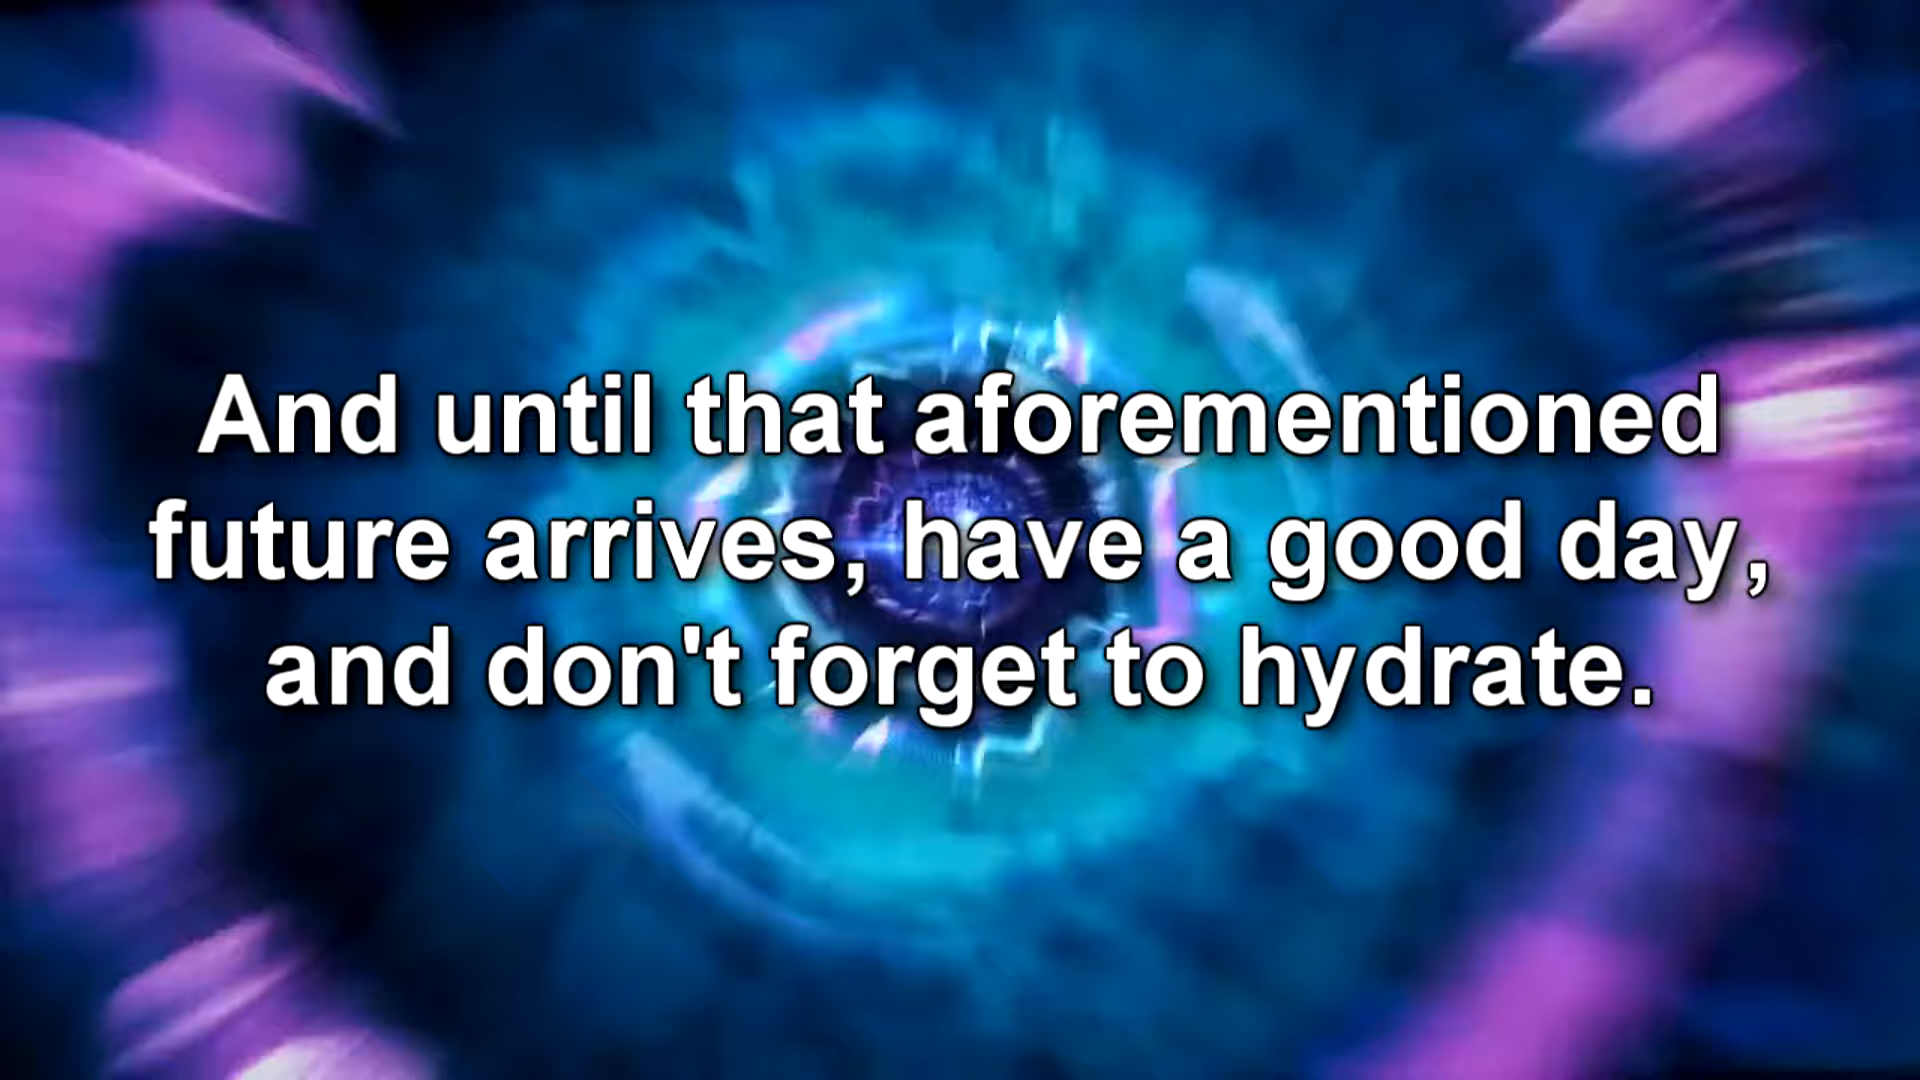 And until that aforementioned
future arrives, have a good day,
and don't forget to hydrate.